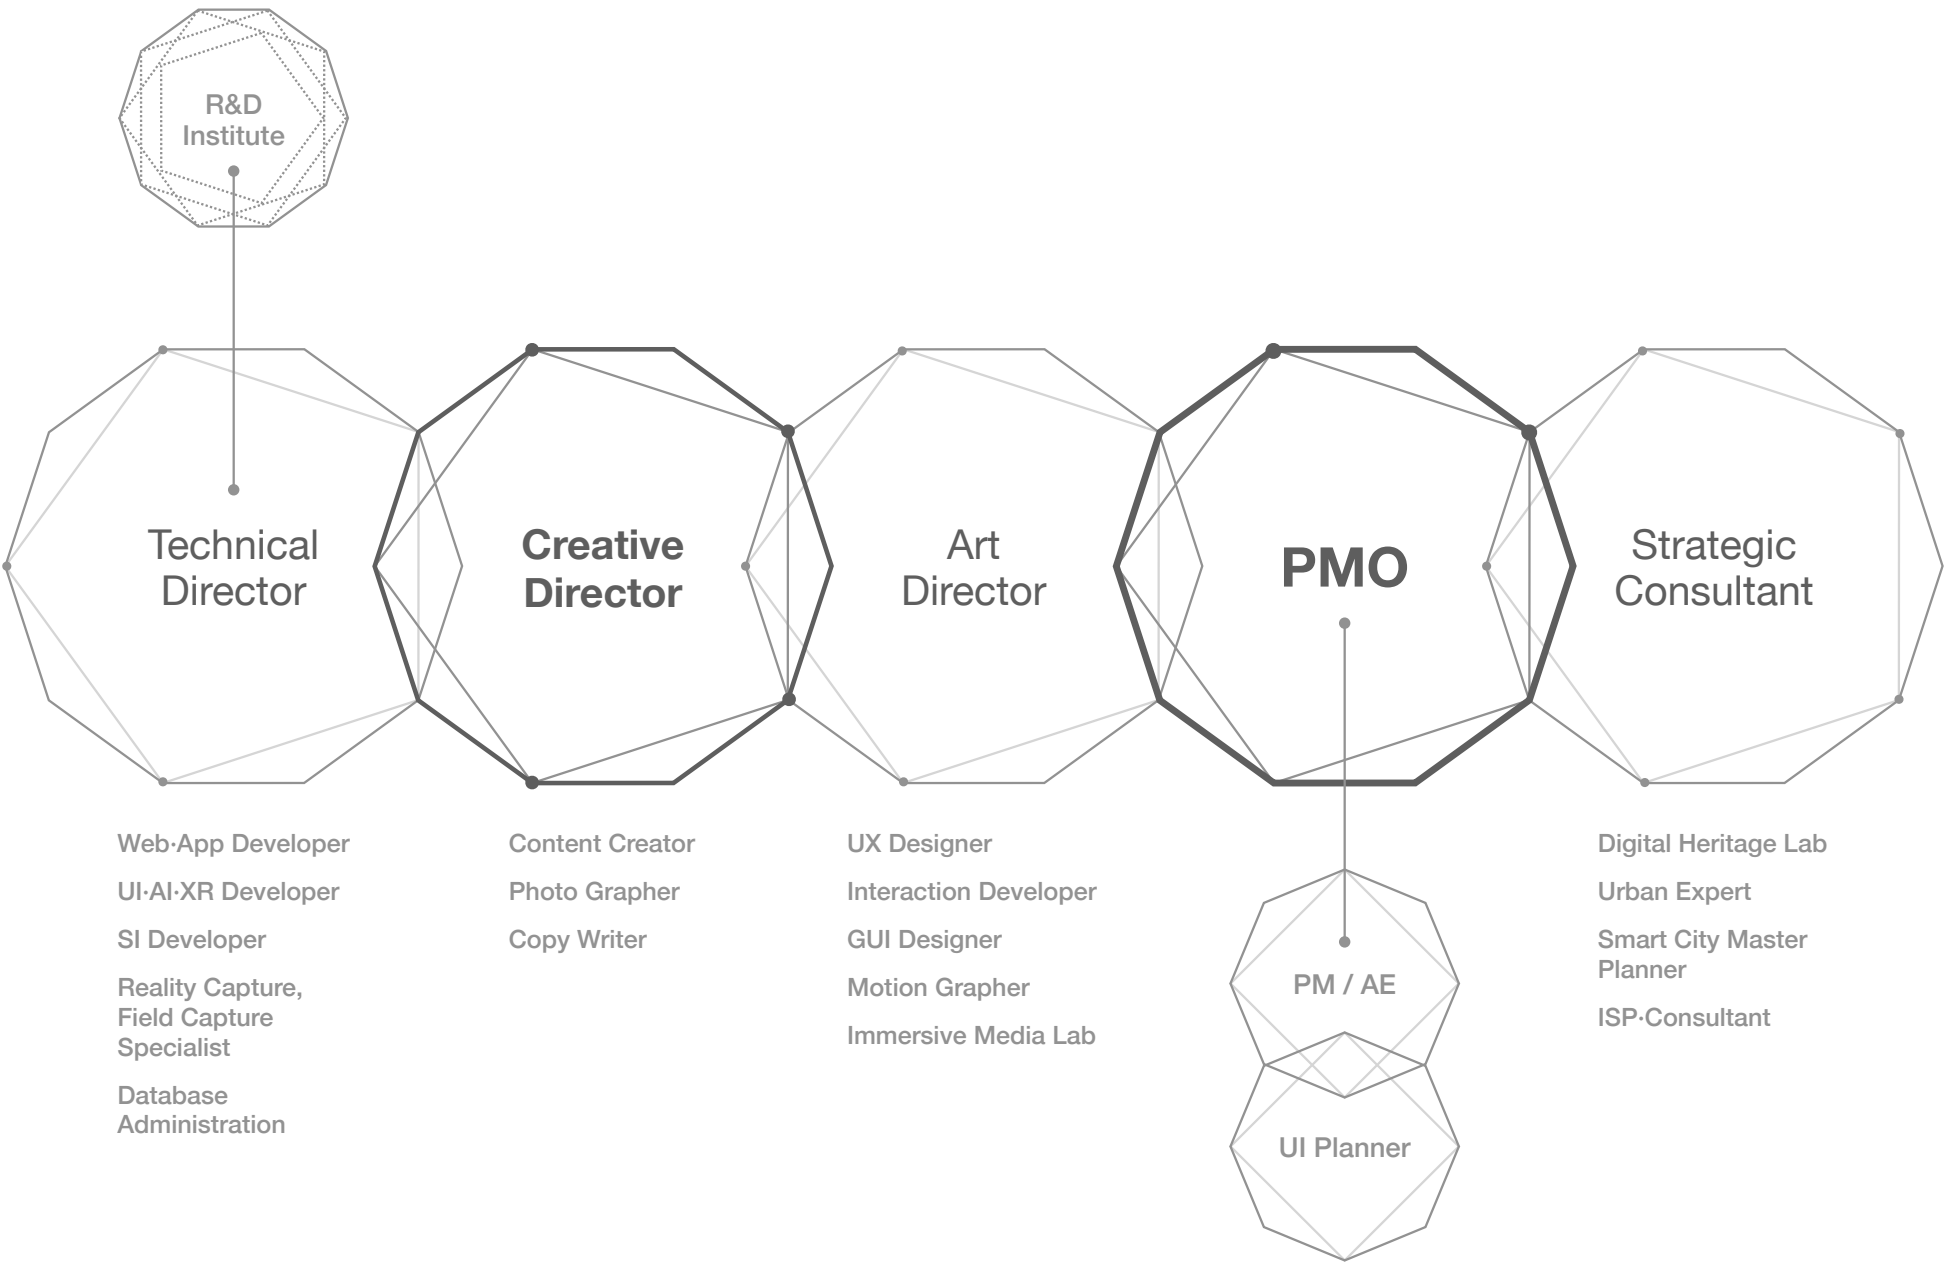 R&D
Institute
Technical
Director
Creative
Director
Art
Director
PMO
Strategic
Consultant
Web·App Developer
UI·AI·XR Developer
SI Developer
Reality Capture,
Field Capture
Specialist
Database
Administration
Content Creator
Photo Grapher
Copy Writer
UX Designer
Interaction Developer
GUI Designer
Motion Grapher
Immersive Media Lab
PM / AE
UI Planner
Digital Heritage Lab
Urban Expert
Smart City Master
Planner
ISP·Consultant